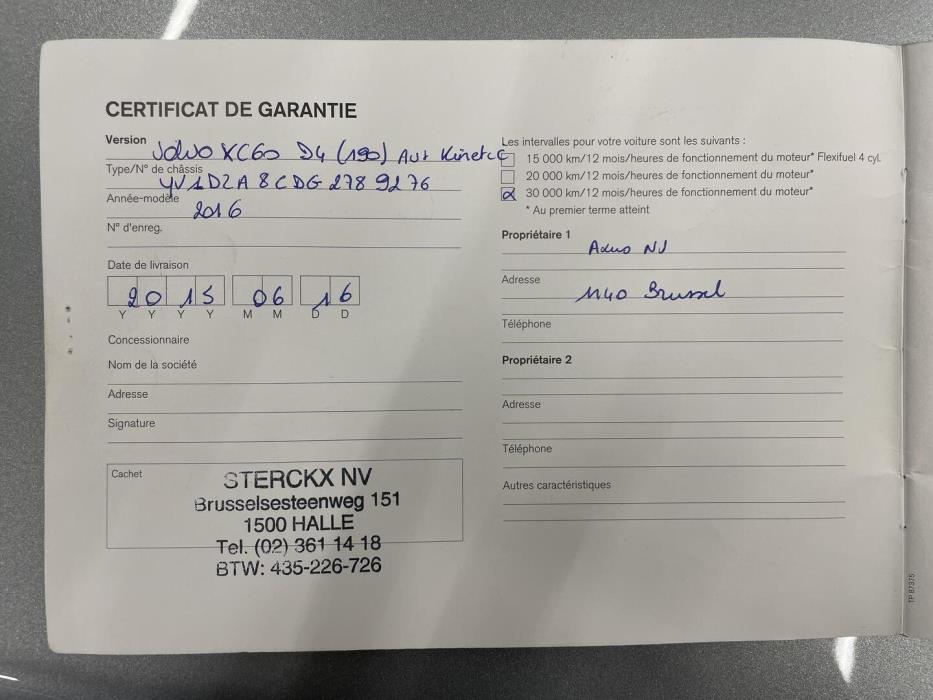 CERTIFICAT DE GARANTIE
Version Volvo XC60 D4 (190) Aut Kinetic
Type/N° de châssis
YV1DZA8CDG2789276
Année-modèle
2016
N° d'enreg.
Date de livraison
2015 06 16
Y Y Y Y M M D D
Concessionnaire
Nom de la société
Adresse
Signature
Cachet
STERCKX NV
Brusselsesteenweg 151
1500 HALLE
Tel. (02) 361 14 18
BTW: 435-226-726
Les intervalles pour votre voiture sont les suivants :
15 000 km/12 mois/heures de fonctionnement du moteur* Flexifuel 4 cyl.
20 000 km/12 mois/heures de fonctionnement du moteur*
30 000 km/12 mois/heures de fonctionnement du moteur*
* Au premier terme atteint
Propriétaire 1
NV
Adresse
1140 Brussel
Téléphone
Propriétaire 2
Adresse
Téléphone
Autres caractéristiques
TP 87375